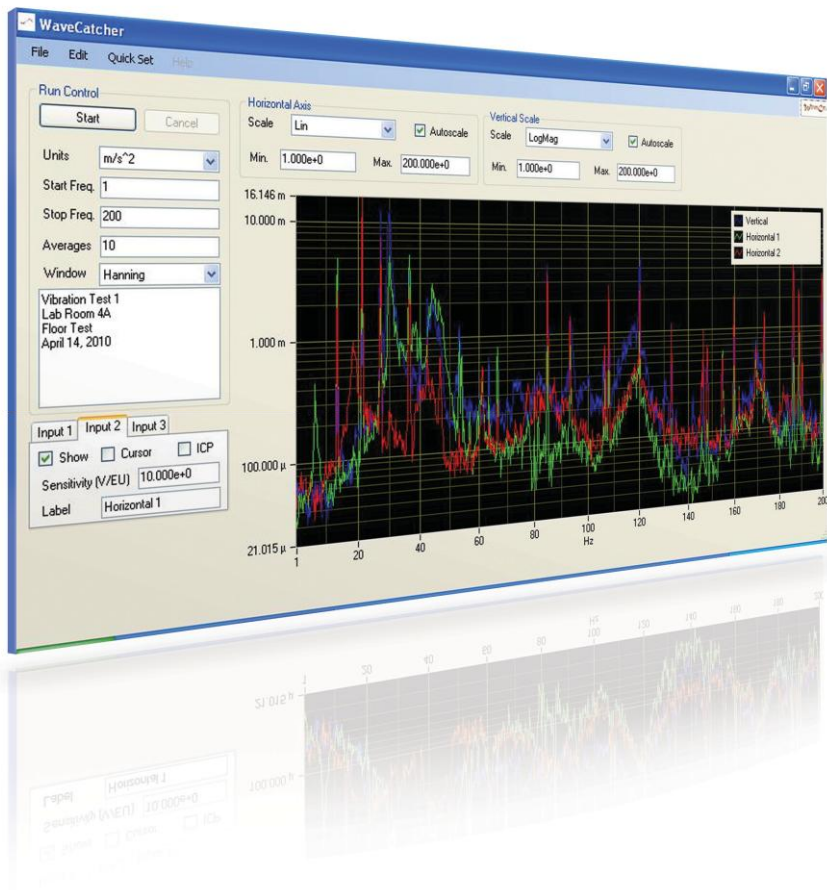 WaveCatcher
File Edit Quick Set Help
Run Control
Start Cancel
Units m/s^2
Start Freq. 1
Stop Freq. 200
Averages 10
Window Hanning
Vibration Test 1
Lab Room 4A
Floor Test
April 14, 2010
Input 1 Input 2 Input 3
Show Cursor ICP
Sensitivity (V/EU) 10.000e+0
Label Horizontal 1
Horizontal Axis
Scale Lin Autoscale
Min. 1.000e+0 Max. 200.000e+0
Vertical Scale
Scale LogMag Autoscale
Min. 1.000e+0 Max. 200.000e+0
16.146 m
10.000 m
1.000 m
100.000 µ
21.015 µ
Vertical
Horizontal 1
Horizontal 2
1 20 40 60 80 100 120 140 160 180 200
Hz